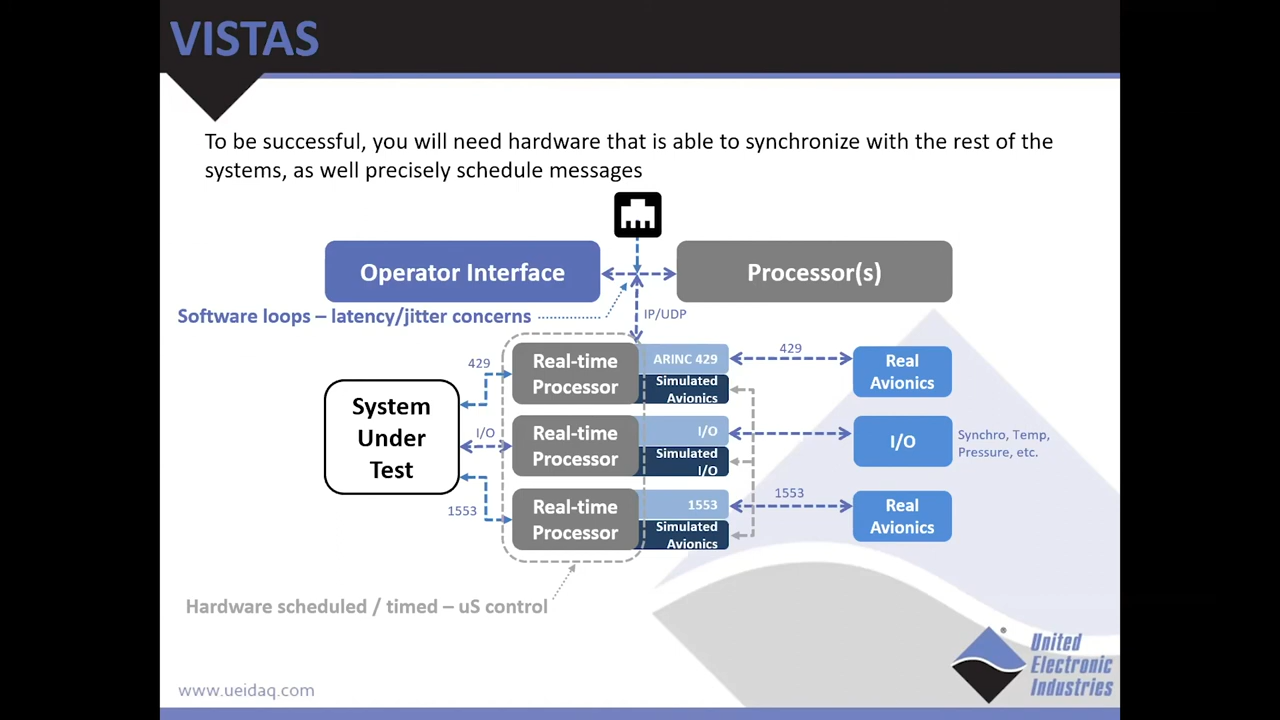 VISTAS
To be successful, you will need hardware that is able to synchronize with the rest of the
systems, as well precisely schedule messages
Operator Interface
Processor(s)
Software loops – latency/jitter concerns
IP/UDP
429
Real-time
Processor
ARINC 429
Simulated
Avionics
429
Real
Avionics
System
Under
Test
I/O
Real-time
Processor
I/O
Simulated
I/O
I/O
Synchro, Temp,
Pressure, etc.
1553
Real-time
Processor
1553
Simulated
Avionics
1553
Real
Avionics
Hardware scheduled / timed – uS control
www.ueidaq.com
®
United
Electronic
Industries